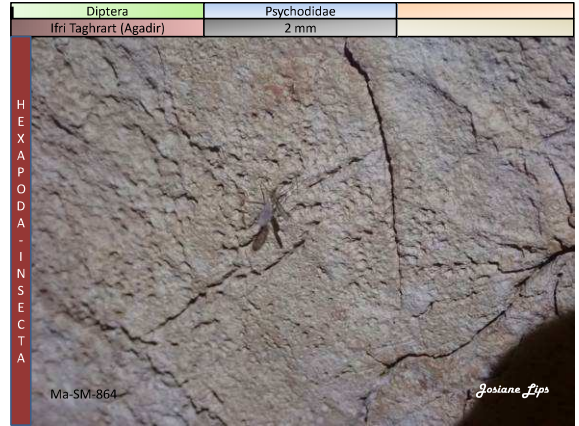 Diptera
Psychodidae
Ifri Taghrart (Agadir)
2 mm
HEXAPODA-INSECTA
Ma-SM-864
Josiane Lips